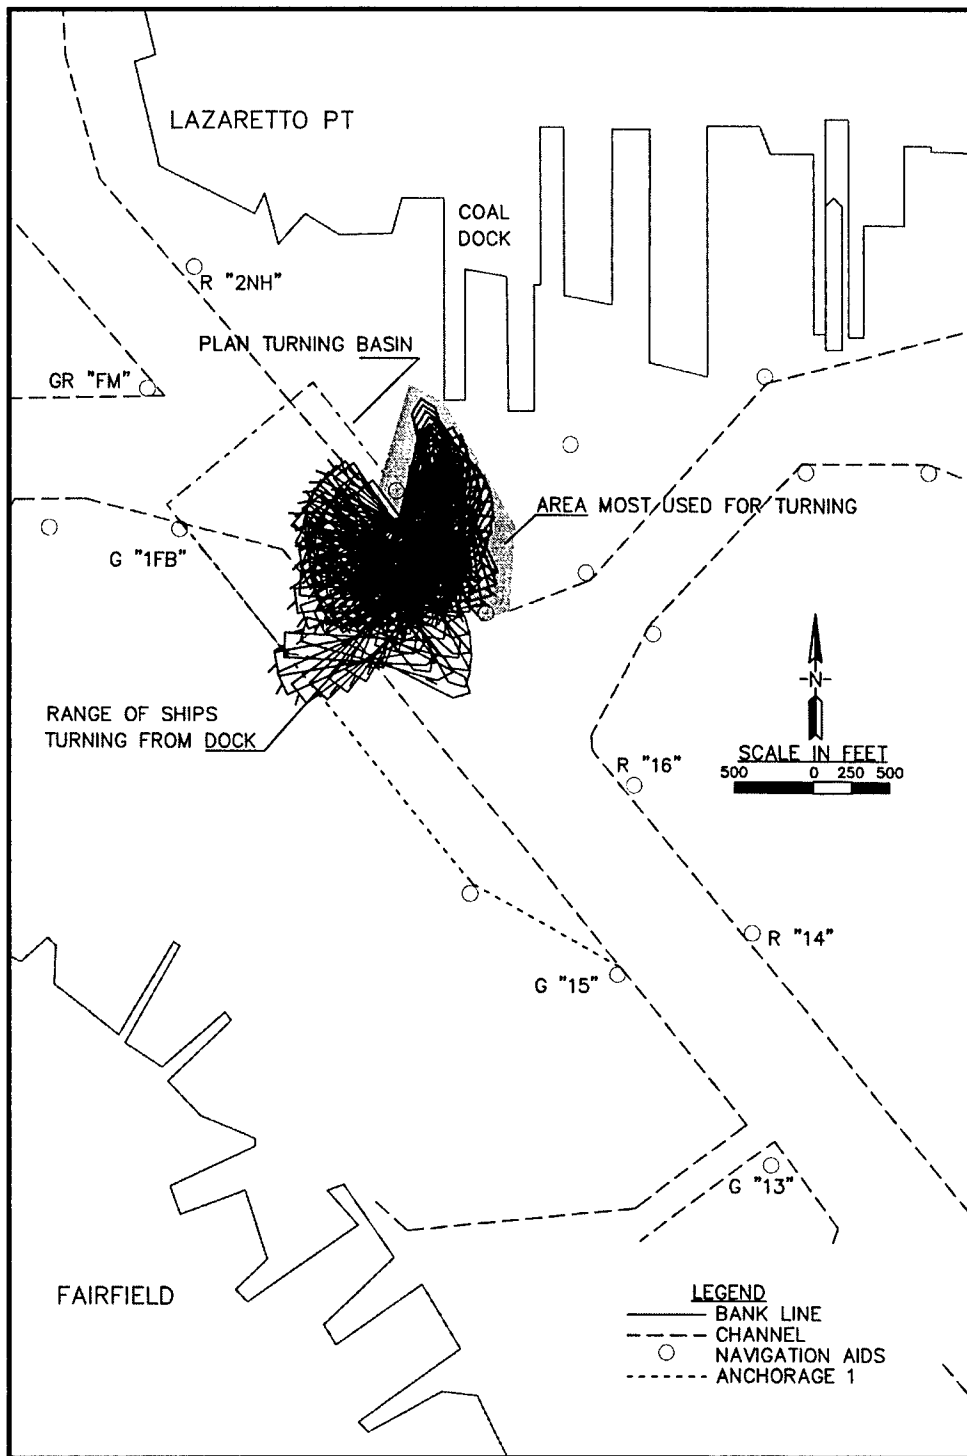 LAZARETTO PT
COAL
DOCK
R "2NH"
PLAN TURNING BASIN
GR "FM"
AREA MOST USED FOR TURNING
G "1FB"
-N-
RANGE OF SHIPS
TURNING FROM DOCK
SCALE IN FEET
500 0 250 500
R "16"
R "14"
G "15"
G "13"
FAIRFIELD
LEGEND
BANK LINE
CHANNEL
NAVIGATION AIDS
ANCHORAGE 1